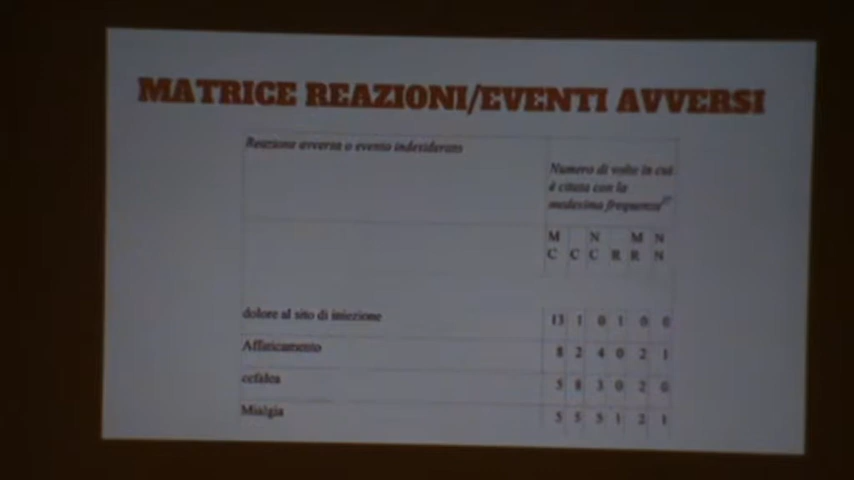 MATRICE REAZIONI/EVENTI AVVERSI
Reazione avversa o evento indesiderato
Numero di volte in cui
è citata con la
medesima frequenza
M N M N
C C C R R N
dolore al sito di iniezione 13 1 0 1 0 0
Affaticamento 8 2 4 0 2 1
cefalea 5 8 3 0 2 0
Mialgia 5 5 5 1 2 1